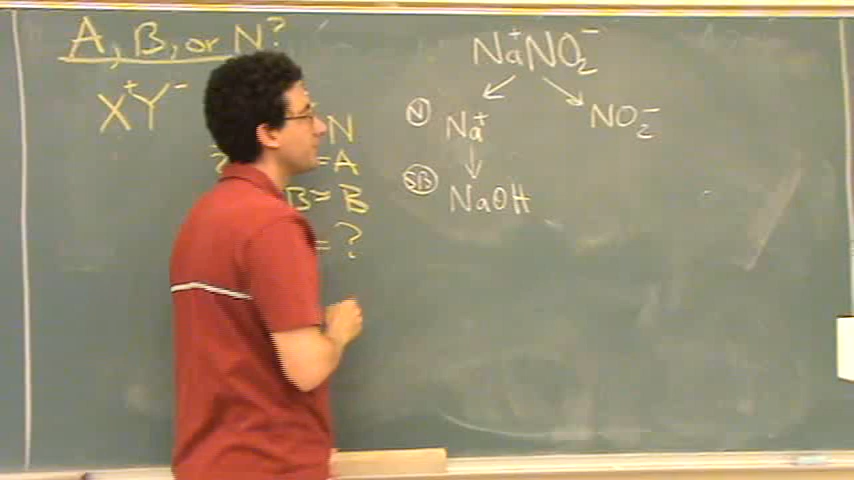 A, B, or N?
X⁺Y⁻
N
= A
B ≈ B
= ?
Na⁺NO₂⁻
Ⓝ Na⁺ NO₂⁻
SB NaOH